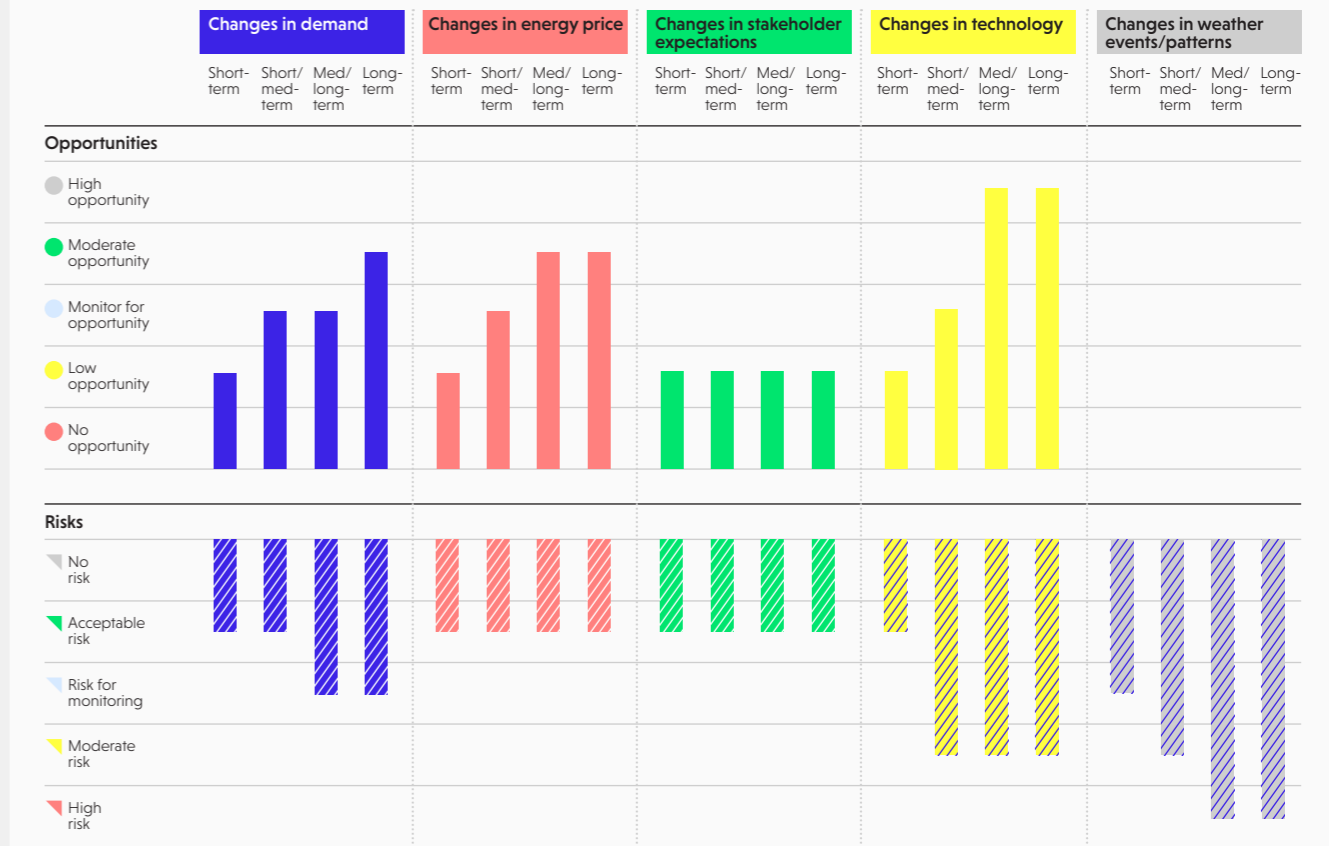 Changes in demand
Changes in energy price
Changes in stakeholder
expectations
Changes in technology
Changes in weather
events/patterns
Short-
term
Short/
med-
term
Med/
long-
term
Long-
term
Short-
term
Short/
med-
term
Med/
long-
term
Long-
term
Short-
term
Short/
med-
term
Med/
long-
term
Long-
term
Short-
term
Short/
med-
term
Med/
long-
term
Long-
term
Short-
term
Short/
med-
term
Med/
long-
term
Long-
term
Opportunities
High
opportunity
Moderate
opportunity
Monitor for
opportunity
Low
opportunity
No
opportunity
Risks
No
risk
Acceptable
risk
Risk for
monitoring
Moderate
risk
High
risk